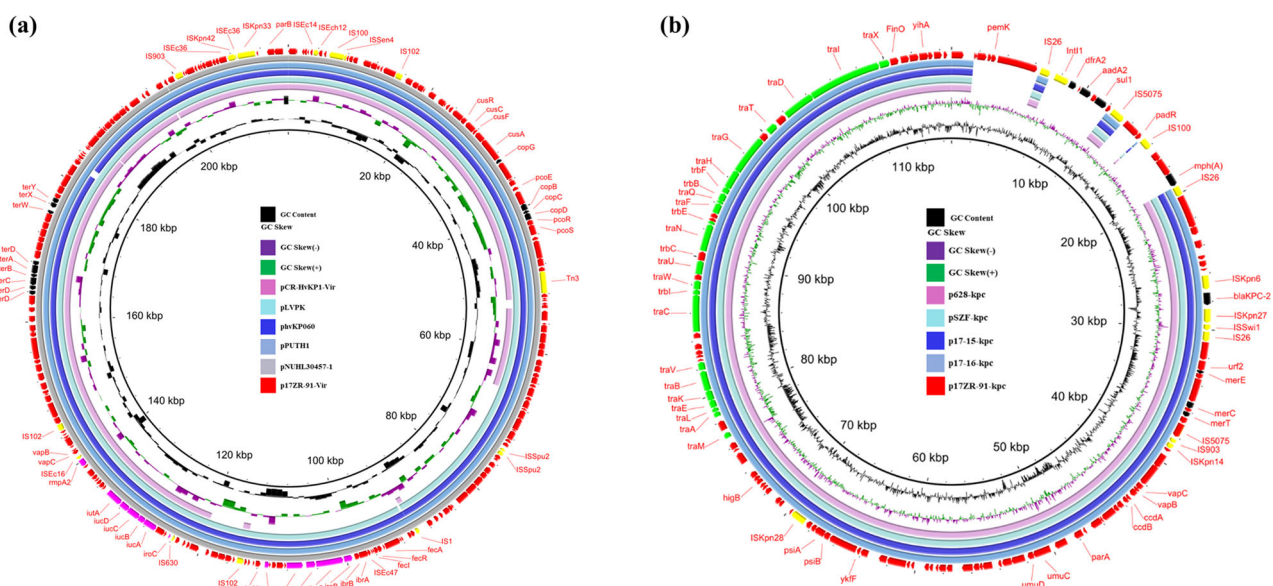 (a)
ISKpn42
ISEc36
ISKpn33
parB
ISEc14
ISEch12
IS100
ISSen4
IS102
cusR
cusC
cusF
cusA
copG
pcoE
copB
copC
copD
pcoR
pcoS
Tn3
ISSpu2
ISSpu2
IS1
fecA
fecR
fecI
ISEc47
ibrA
ibrB
IS102
IS630
iroC
iucA
iucB
iucC
iucD
iutA
rmpA2
ISEc16
vapC
vapB
IS102
terD
terA
terW
terX
terY
IS903
ISEc36
200 kbp
20 kbp
40 kbp
60 kbp
80 kbp
100 kbp
120 kbp
140 kbp
160 kbp
180 kbp
GC Content
GC Skew
GC Skew(-)
GC Skew(+)
pCR-HvKP1-Vir
pLVPK
phvKP060
pPUTH1
pNUHL30457-1
p17ZR-91-Vir
(b)
traX
FinO
yihA
pemK
IS26
IntI1
dfrA2
aadA2
sul1
IS5075
padR
IS100
mph(A)
IS26
ISKpn6
blaKPC-2
ISKpn27
ISSwi1
IS26
urf2
merE
merC
merT
IS5075
IS903
ISKpn14
vapC
vapB
ccdA
ccdB
parA
umuC
umuD
ykfF
psiB
psiA
ISKpn28
higB
traM
traA
traL
traE
traK
traB
traV
traC
trbI
traW
traU
trbC
traN
trbE
traF
traQ
trbB
trbF
traH
traG
traT
traD
traI
110 kbp
10 kbp
20 kbp
30 kbp
40 kbp
50 kbp
60 kbp
70 kbp
80 kbp
90 kbp
100 kbp
GC Content
GC Skew
GC Skew(-)
GC Skew(+)
p628-kpc
pSZF-kpc
p17-15-kpc
p17-16-kpc
p17ZR-91-kpc